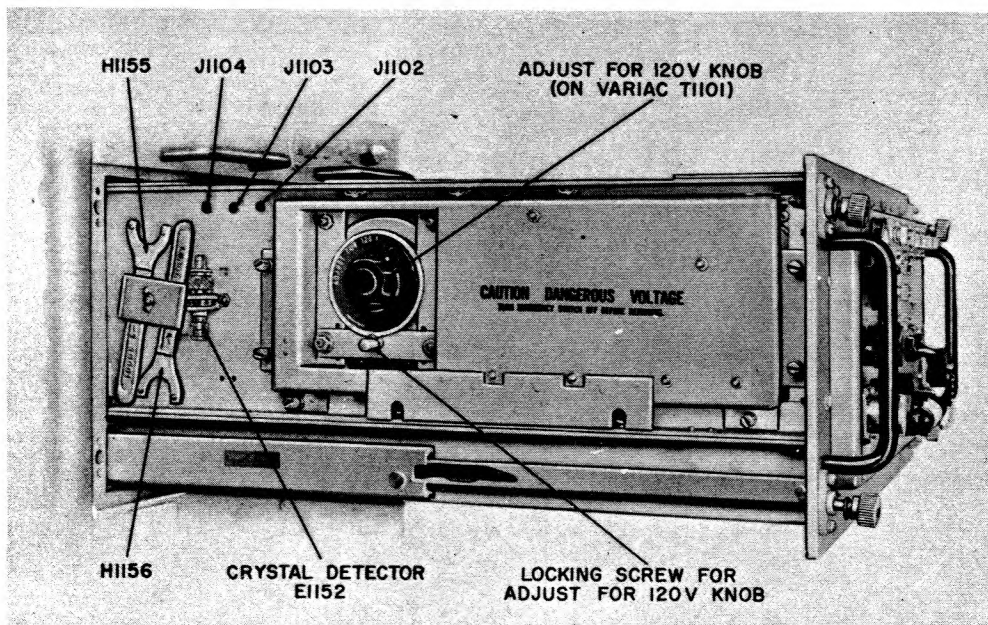 H1155
J1104
J1103
J1102
ADJUST FOR 120V KNOB
(ON VARIAC T1101)
CAUTION DANGEROUS VOLTAGE
H1156
CRYSTAL DETECTOR
E1152
LOCKING SCREW FOR
ADJUST FOR 120V KNOB